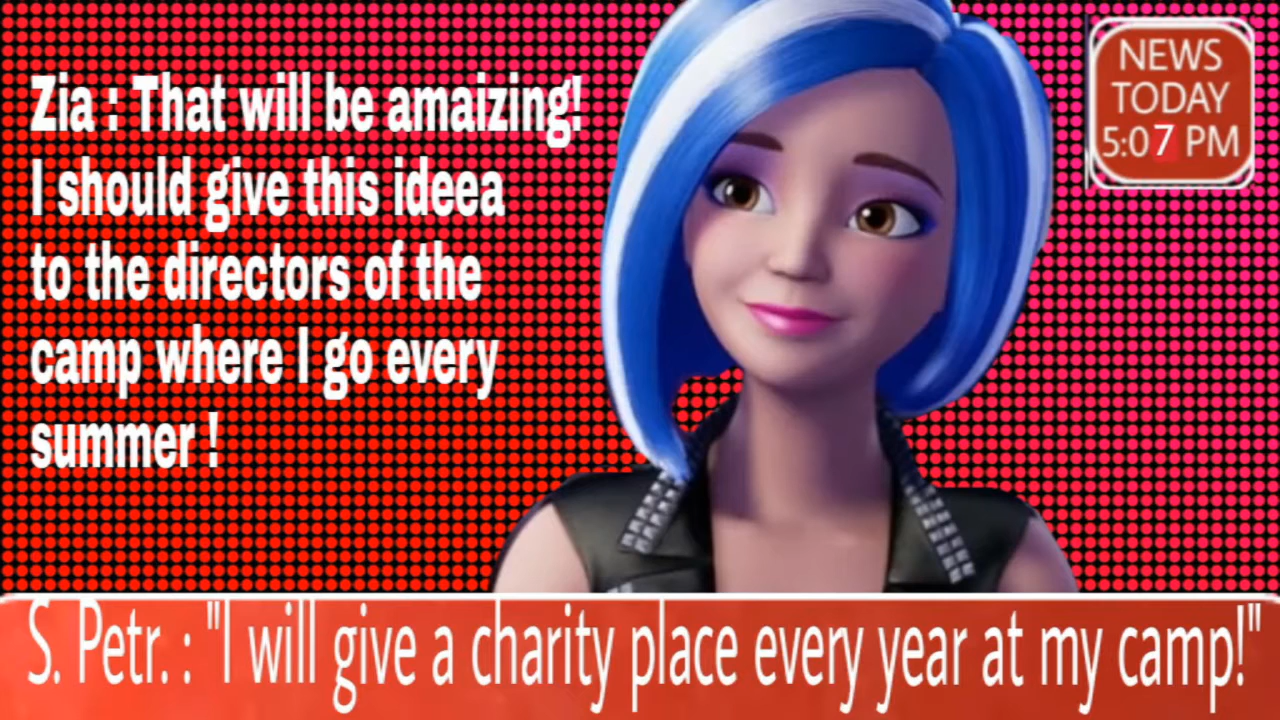 Zia : That will be amaizing!
I should give this ideea
to the directors of the
camp where I go every
summer !
NEWS
TODAY
5:07 PM
S. Petr. : "I will give a charity place every year at my camp!"